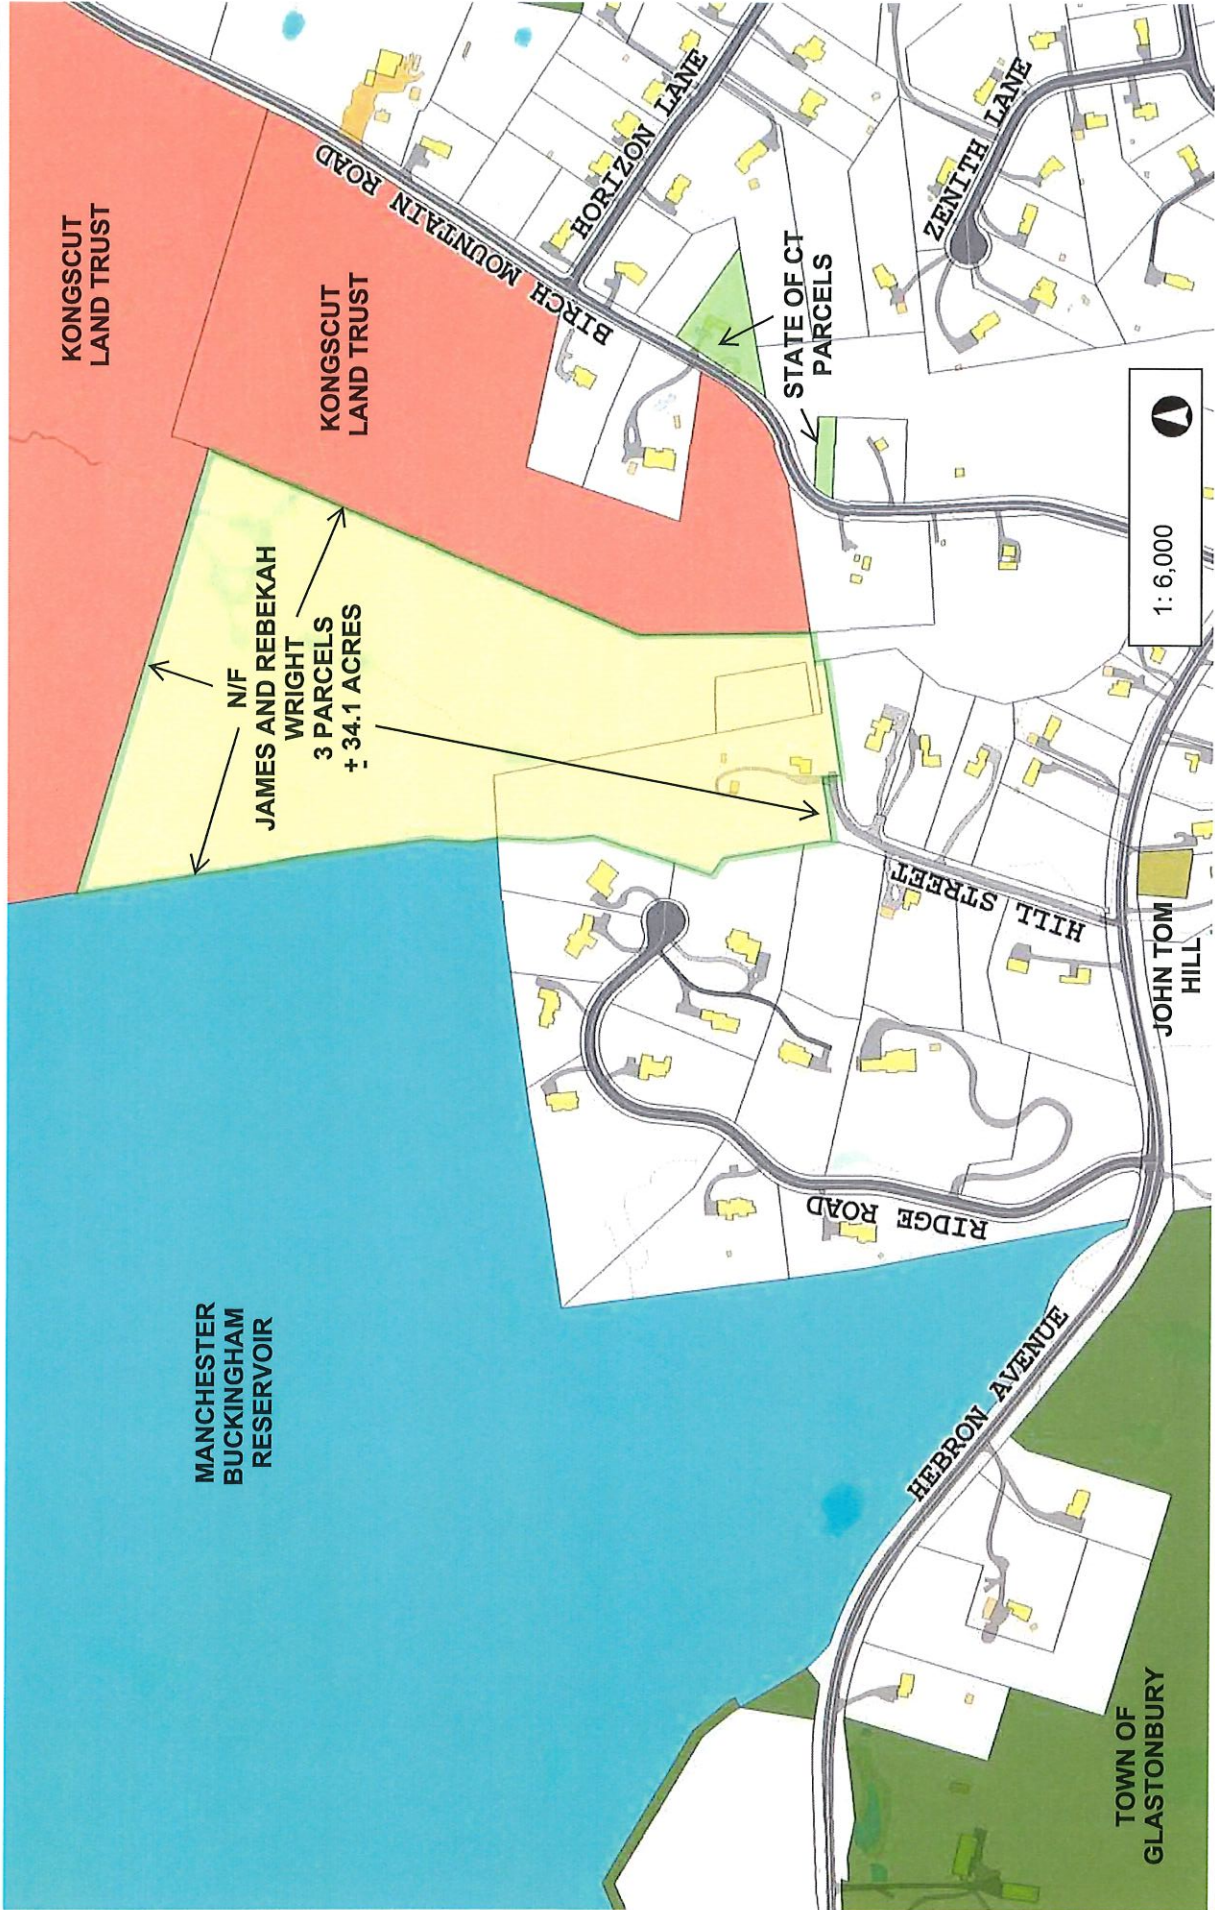 MANCHESTER
BUCKINGHAM
RESERVOIR
N/F
JAMES AND REBEKAH
WRIGHT
3 PARCELS
± 34.1 ACRES
KONGSCUT
LAND TRUST
KONGSCUT
LAND TRUST
BIRCH MOUNTAIN ROAD
HORIZON LANE
STATE OF CT
PARCELS
ZENITH LANE
HILL STREET
RIDGE ROAD
HEBRON AVENUE
JOHN TOM
HILL
TOWN OF
GLASTONBURY
1: 6,000